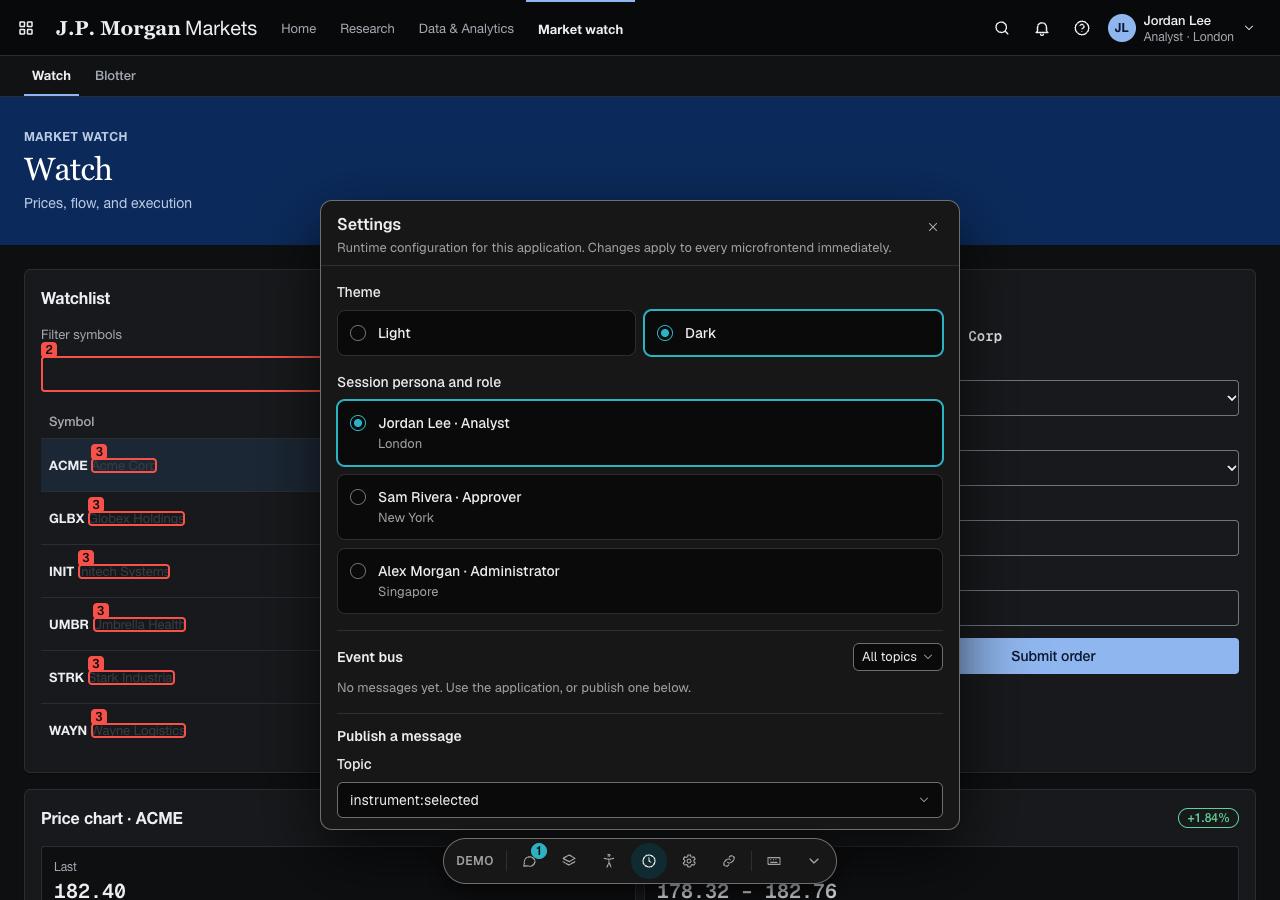 J.P. Morgan Markets
Home
Research
Data & Analytics
Market watch
JL
Jordan Lee
Analyst · London
Watch
Blotter
MARKET WATCH
Watch
Prices, flow, and execution
Settings
Runtime configuration for this application. Changes apply to every microfrontend immediately.
Theme
Light
Dark
Session persona and role
Jordan Lee · Analyst
London
Sam Rivera · Approver
New York
Alex Morgan · Administrator
Singapore
Event bus
All topics
No messages yet. Use the application, or publish one below.
Publish a message
Topic
instrument:selected
Watchlist
Filter symbols
2
Symbol
3
ACME Acme Corp
3
GLBX Globex Holdings
3
INIT Initech Systems
3
UMBR Umbrella Health
3
STRK Stark Industrial
3
WAYN Wayne Logistics
Corp
Submit order
Price chart · ACME
+1.84%
Last
182.40
178.32 – 182.76
DEMO
1